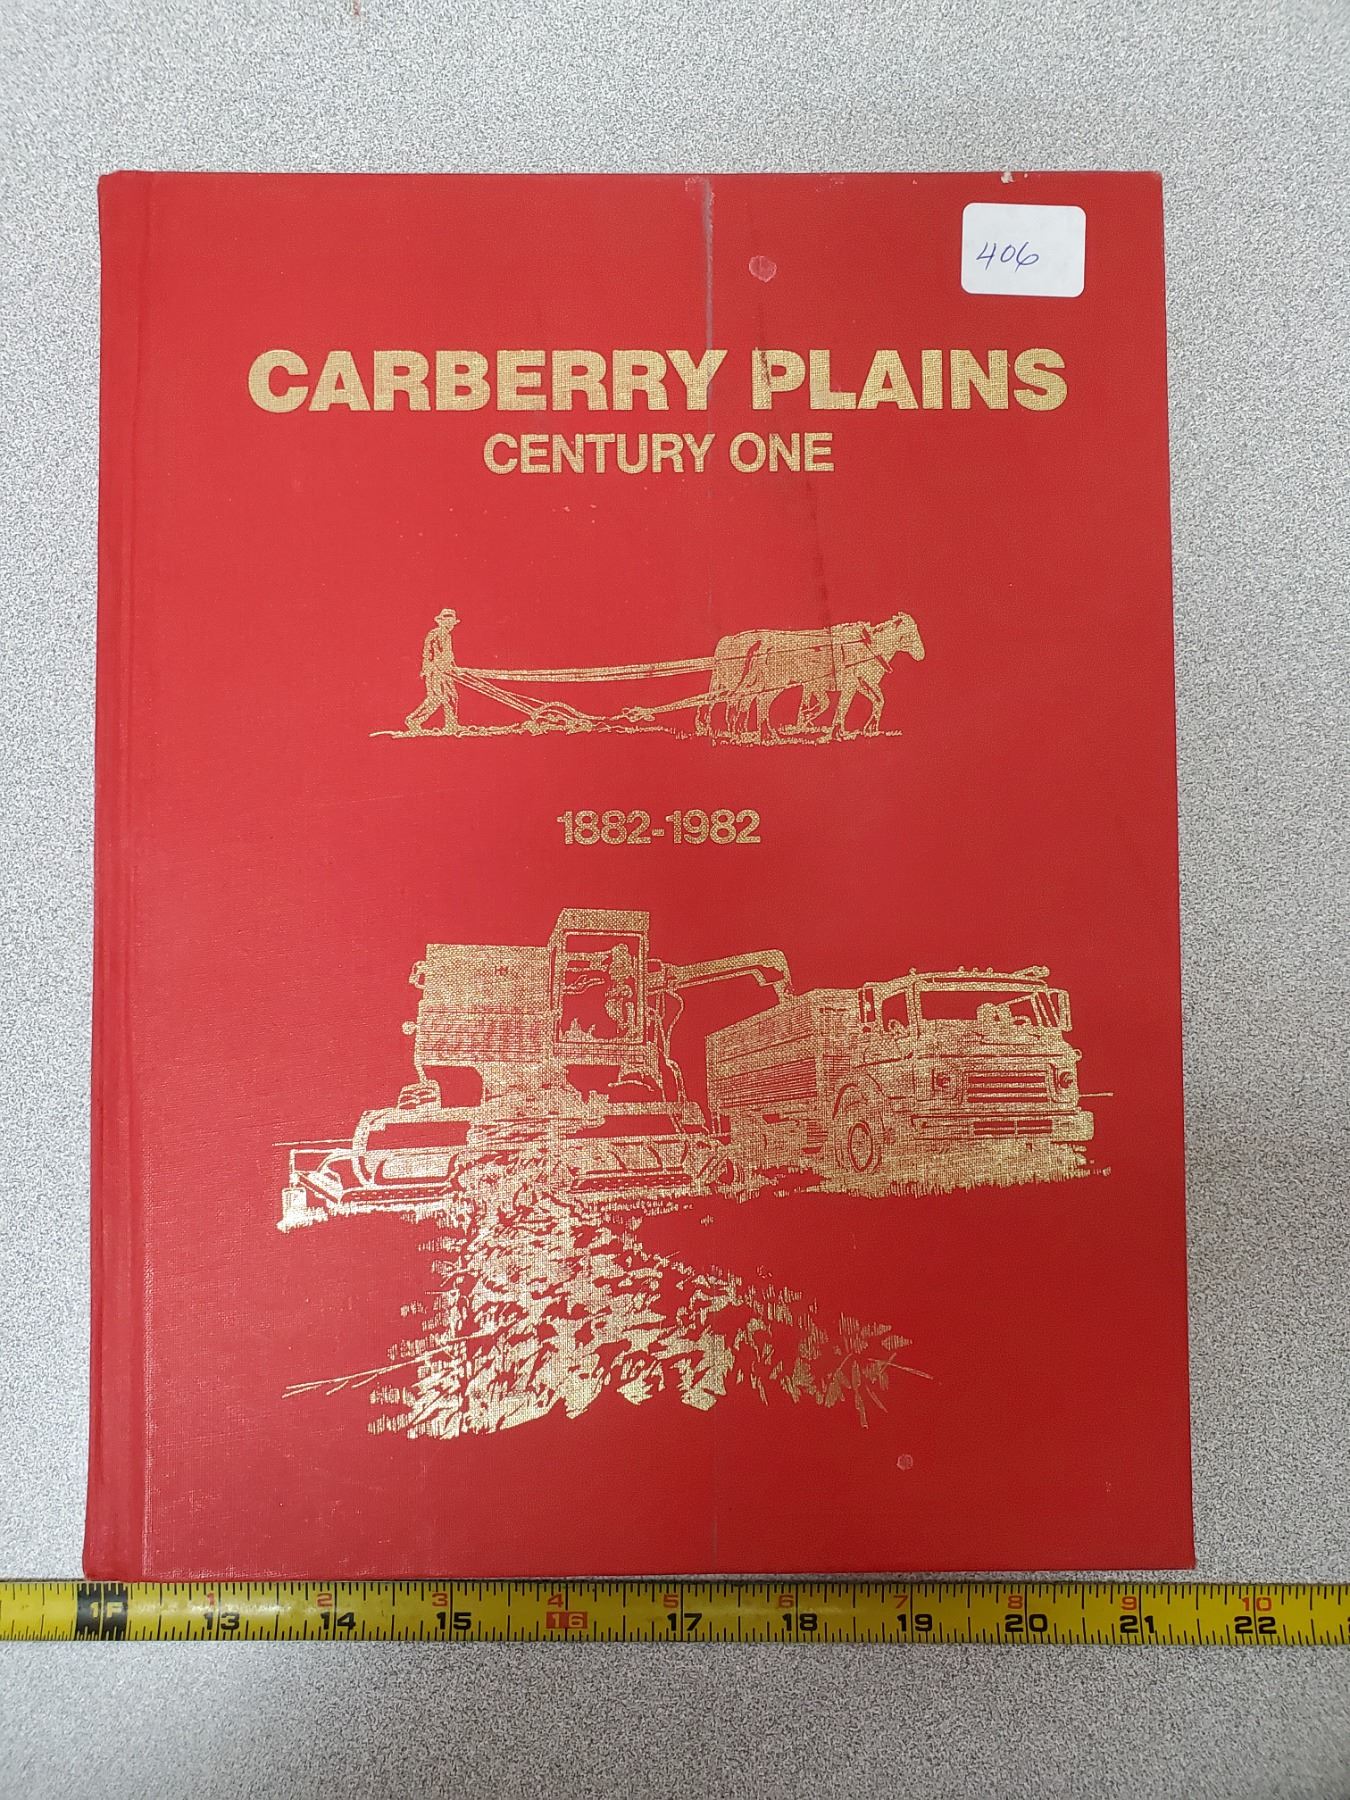 406
CARBERRY PLAINS
CENTURY ONE
1882-1982
1F 1 2 3 4 5 6 7 8 9 10
13 14 15 16 17 18 19 20 21 22